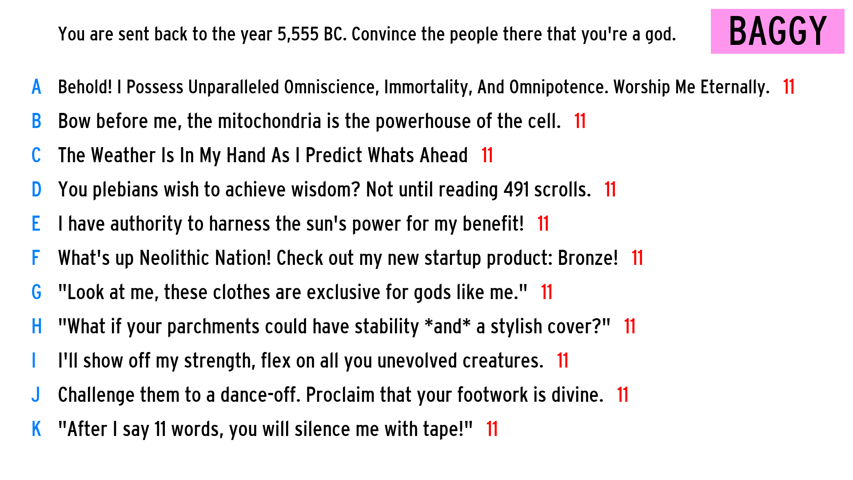 You are sent back to the year 5,555 BC. Convince the people there that you're a god.
BAGGY
A Behold! I Possess Unparalleled Omniscience, Immortality, And Omnipotence. Worship Me Eternally. 11
B Bow before me, the mitochondria is the powerhouse of the cell. 11
C The Weather Is In My Hand As I Predict Whats Ahead 11
D You plebians wish to achieve wisdom? Not until reading 491 scrolls. 11
E I have authority to harness the sun's power for my benefit! 11
F What's up Neolithic Nation! Check out my new startup product: Bronze! 11
G "Look at me, these clothes are exclusive for gods like me." 11
H "What if your parchments could have stability *and* a stylish cover?" 11
I I'll show off my strength, flex on all you unevolved creatures. 11
J Challenge them to a dance-off. Proclaim that your footwork is divine. 11
K "After I say 11 words, you will silence me with tape!" 11